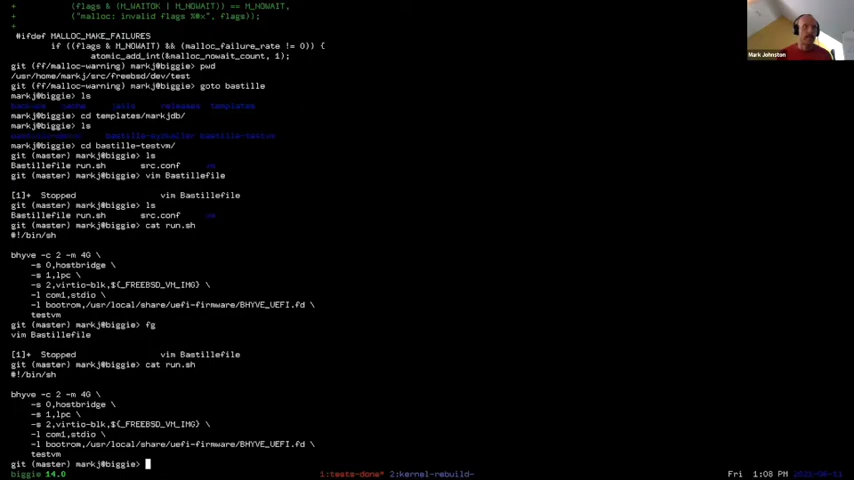 +            (flags & (M_WAITOK | M_NOWAIT)) == M_NOWAIT,
+            ("malloc: invalid flags %#x", flags));
+
 #ifdef MALLOC_MAKE_FAILURES
        if ((flags & M_NOWAIT) && (malloc_failure_rate != 0)) {
                atomic_add_int(&malloc_nowait_count, 1);
git (ff/malloc-warning) markj@biggie> pwd
/usr/home/markj/src/freebsd/dev/test
git (ff/malloc-warning) markj@biggie> goto bastille
markj@biggie> ls
backups cache jails releases templates
markj@biggie> cd templates/markjdb/
markj@biggie> ls
bastille-syzkaller bastille-testvm
markj@biggie> cd bastille-testvm/
git (master) markj@biggie> ls
Bastillefile run.sh src.conf
git (master) markj@biggie> vim Bastillefile
[1]+  Stopped                 vim Bastillefile
git (master) markj@biggie> ls
Bastillefile run.sh src.conf
git (master) markj@biggie> cat run.sh
#!/bin/sh
bhyve -c 2 -m 4G \
    -s 0,hostbridge \
    -s 1,lpc \
    -s 2,virtio-blk,${_FREEBSD_VM_IMG} \
    -l com1,stdio \
    -l bootrom,/usr/local/share/uefi-firmware/BHYVE_UEFI.fd \
    testvm
git (master) markj@biggie> fg
vim Bastillefile
[1]+  Stopped                 vim Bastillefile
git (master) markj@biggie> cat run.sh
#!/bin/sh
bhyve -c 2 -m 4G \
    -s 0,hostbridge \
    -s 1,lpc \
    -s 2,virtio-blk,${_FREEBSD_VM_IMG} \
    -l com1,stdio \
    -l bootrom,/usr/local/share/uefi-firmware/BHYVE_UEFI.fd \
    testvm
git (master) markj@biggie>
biggie 14.0 1:tests-done* 2:kernel-rebuild- Fri  1:08 PM 2021-06-11
Mark Johnston